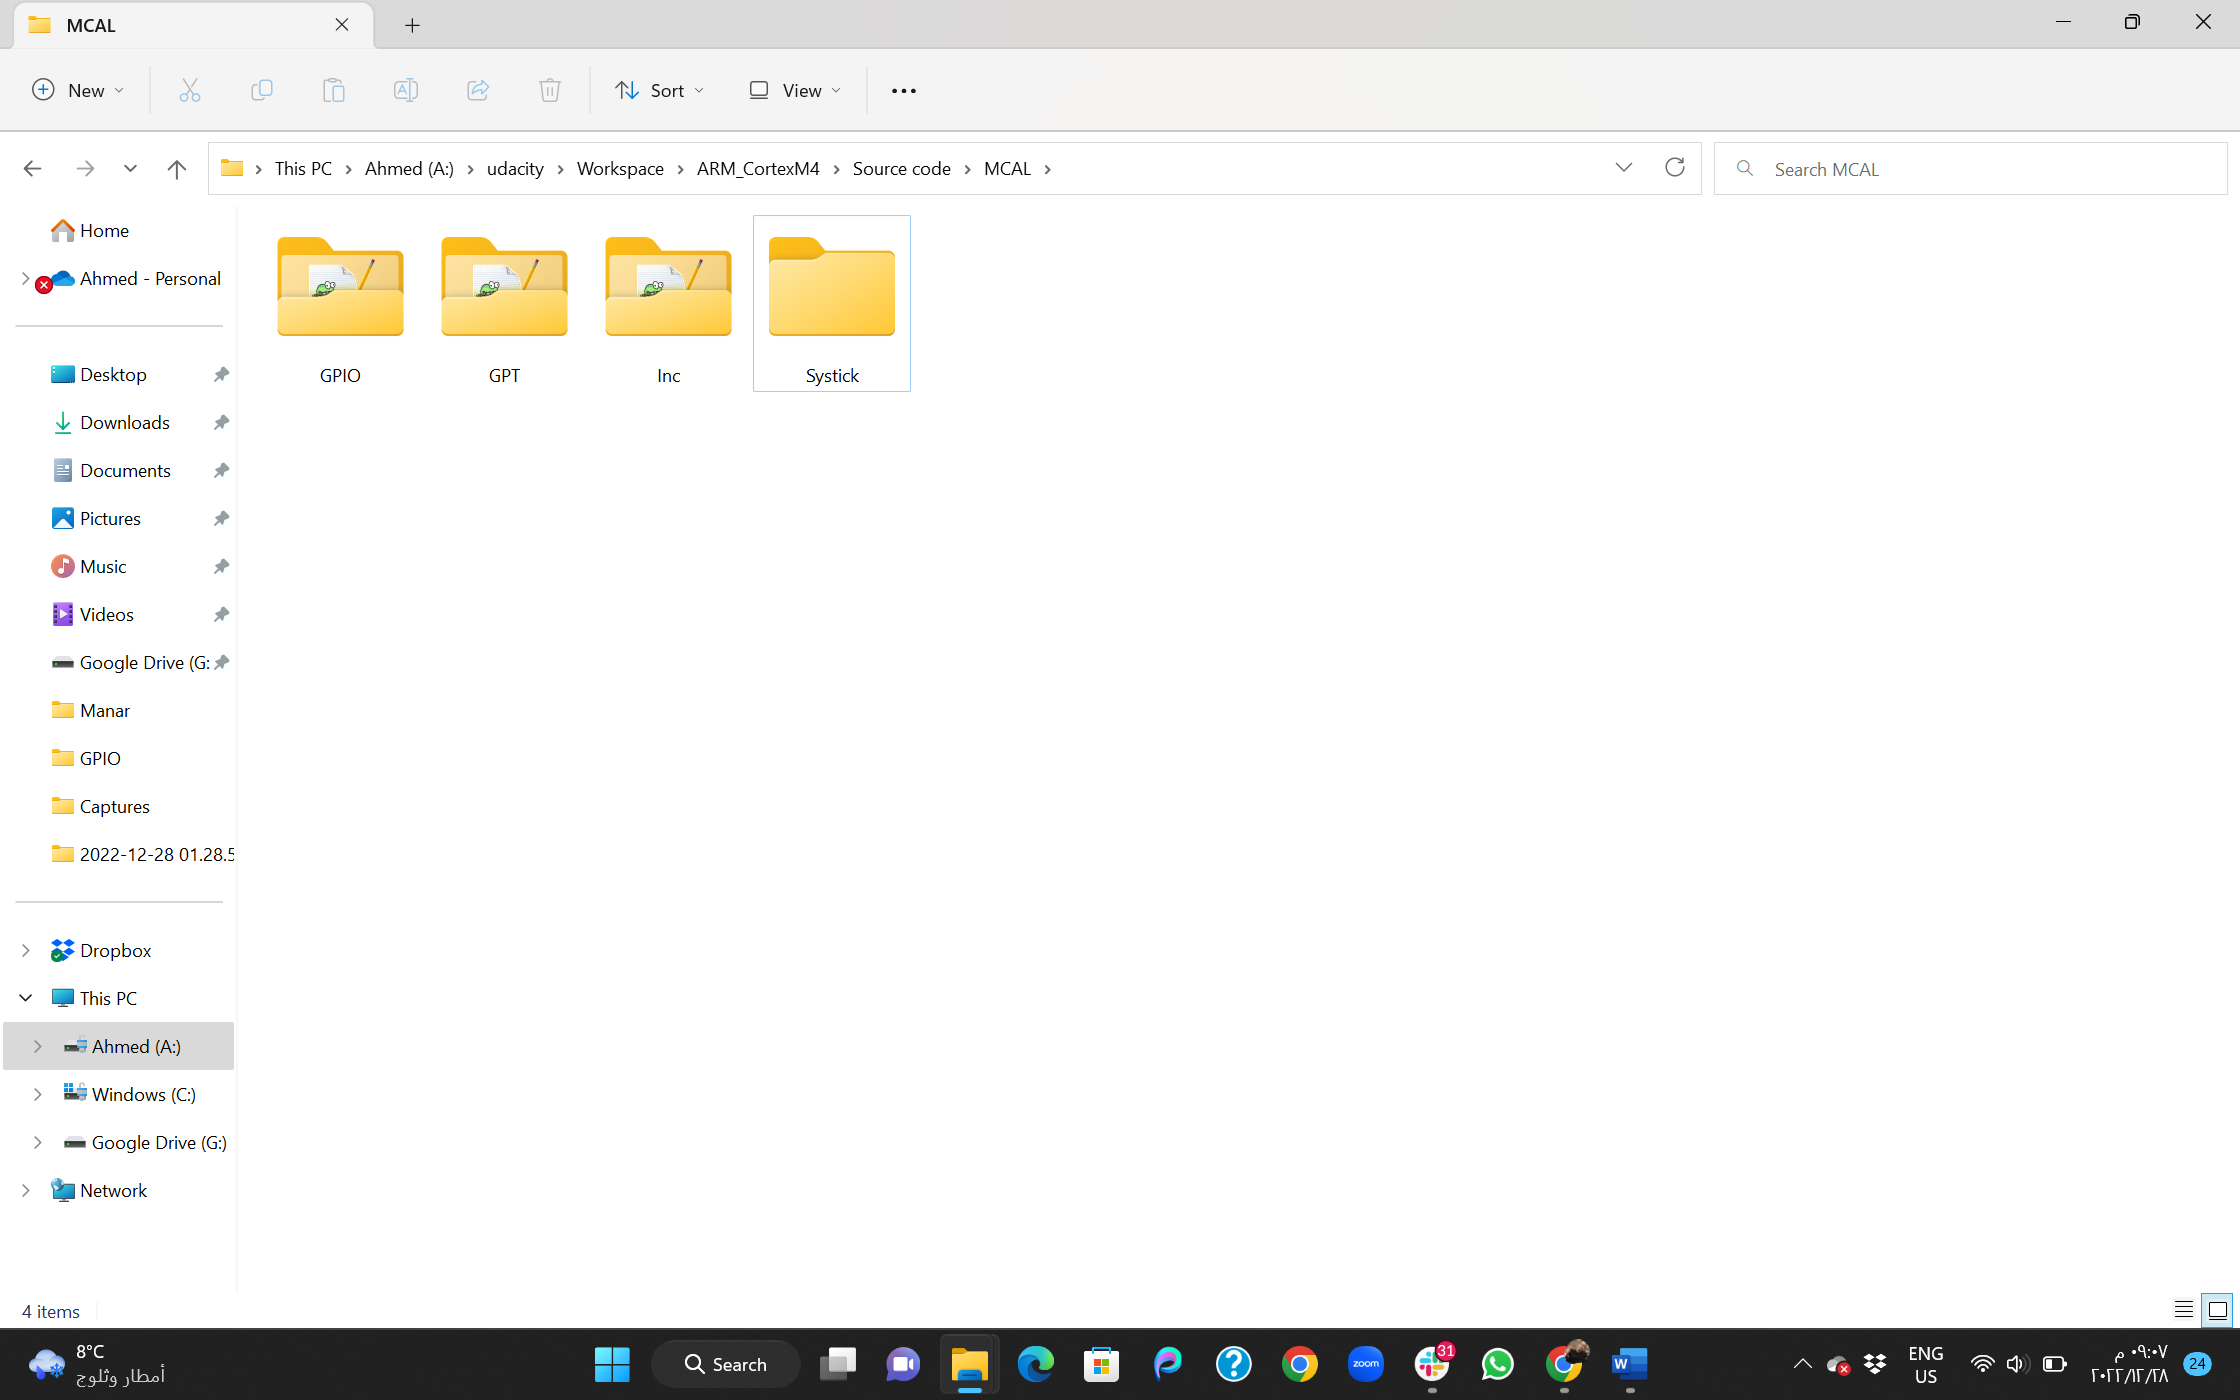 MCAL
New
Sort
View
This PC
Ahmed (A:)
udacity
Workspace
ARM_CortexM4
Source code
MCAL
Search MCAL
Home
Ahmed - Personal
Desktop
Downloads
Documents
Pictures
Music
Videos
Google Drive (G:
Manar
GPIO
Captures
2022-12-28 01.28.5
Dropbox
This PC
Ahmed (A:)
Windows (C:)
Google Drive (G:)
Network
GPIO
GPT
Inc
Systick
4 items
8°C
أمطار وثلوج
Search
zoom
31
W
ENG
US
٠٩:٠٧ م
٢٠٢٢/١٢/٢٨
24